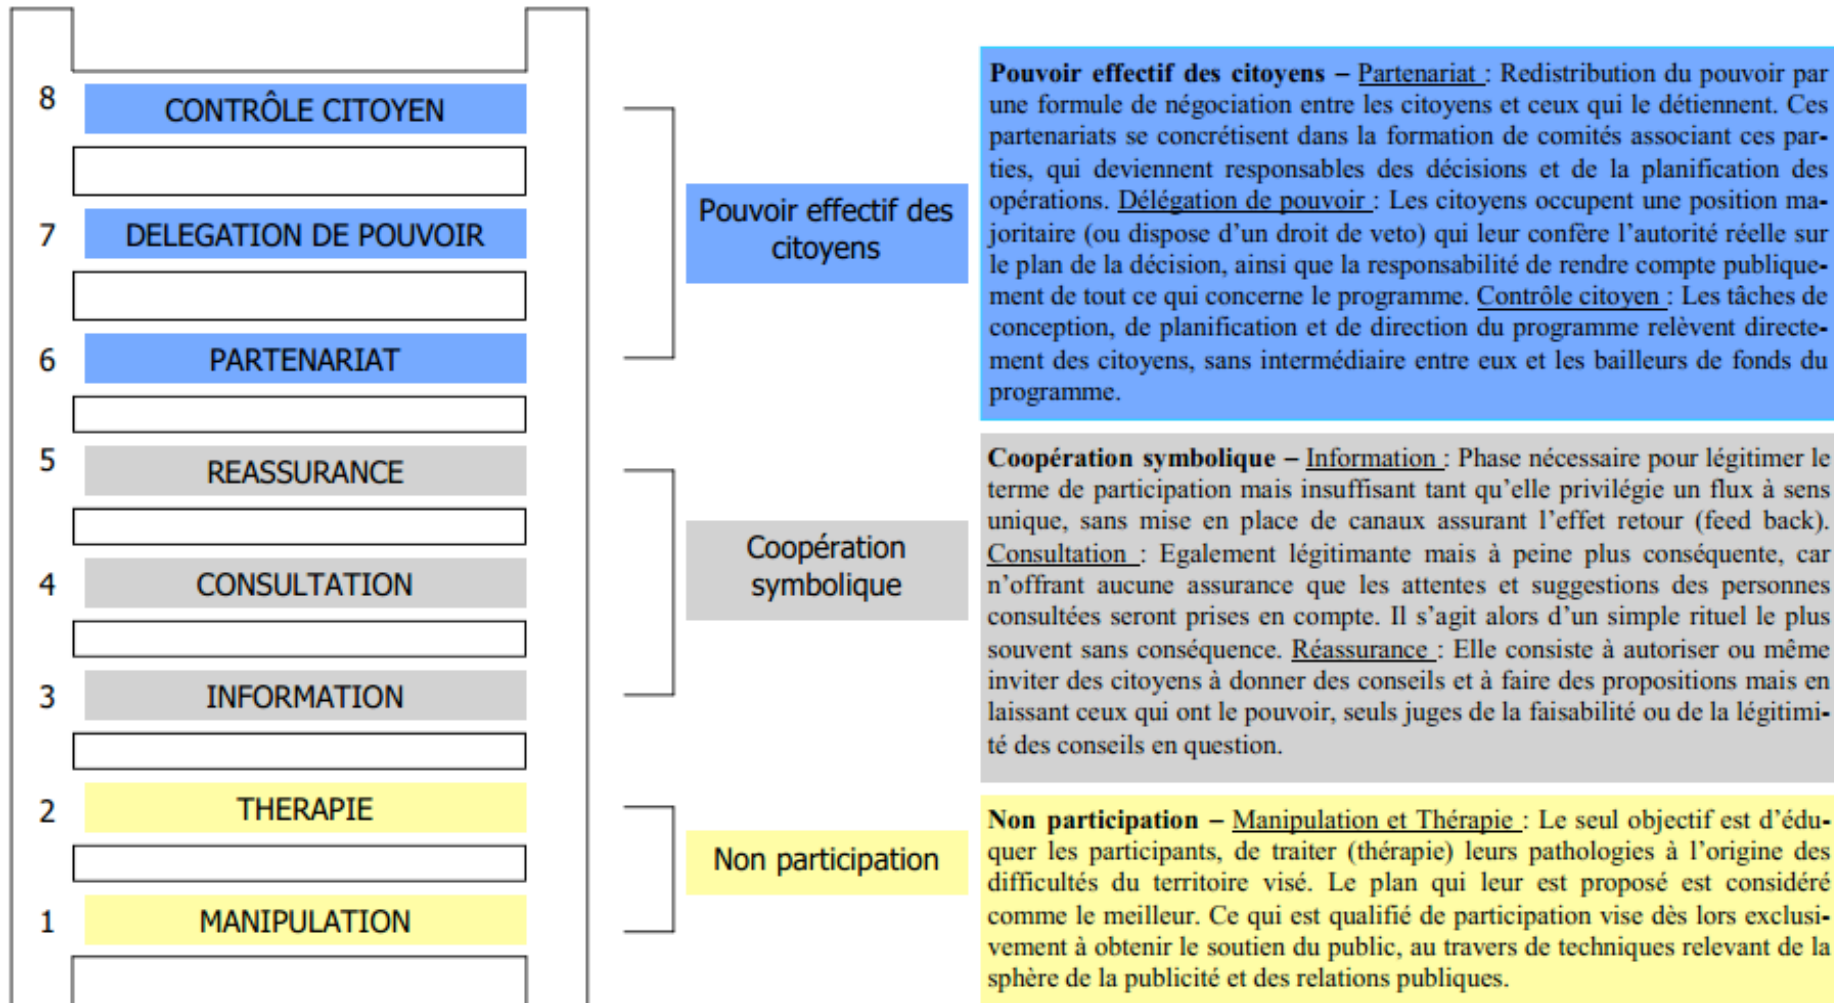 8
CONTRÔLE CITOYEN
7
DELEGATION DE POUVOIR
6
PARTENARIAT
5
REASSURANCE
4
CONSULTATION
3
INFORMATION
2
THERAPIE
1
MANIPULATION
Pouvoir effectif des
citoyens
Coopération
symbolique
Non participation
Pouvoir effectif des citoyens – Partenariat : Redistribution du pouvoir par
une formule de négociation entre les citoyens et ceux qui le détiennent. Ces
partenariats se concrétisent dans la formation de comités associant ces par-
ties, qui deviennent responsables des décisions et de la planification des
opérations. Délégation de pouvoir : Les citoyens occupent une position ma-
joritaire (ou dispose d’un droit de veto) qui leur confère l’autorité réelle sur
le plan de la décision, ainsi que la responsabilité de rendre compte publique-
ment de tout ce qui concerne le programme. Contrôle citoyen : Les tâches de
conception, de planification et de direction du programme relèvent directe-
ment des citoyens, sans intermédiaire entre eux et les bailleurs de fonds du
programme.
Coopération symbolique – Information : Phase nécessaire pour légitimer le
terme de participation mais insuffisant tant qu’elle privilégie un flux à sens
unique, sans mise en place de canaux assurant l’effet retour (feed back).
Consultation : Egalement légitimante mais à peine plus conséquente, car
n’offrant aucune assurance que les attentes et suggestions des personnes
consultées seront prises en compte. Il s’agit alors d’un simple rituel le plus
souvent sans conséquence. Réassurance : Elle consiste à autoriser ou même
inviter des citoyens à donner des conseils et à faire des propositions mais en
laissant ceux qui ont le pouvoir, seuls juges de la faisabilité ou de la légitimi-
té des conseils en question.
Non participation – Manipulation et Thérapie : Le seul objectif est d’édu-
quer les participants, de traiter (thérapie) leurs pathologies à l’origine des
difficultés du territoire visé. Le plan qui leur est proposé est considéré
comme le meilleur. Ce qui est qualifié de participation vise dès lors exclusi-
vement à obtenir le soutien du public, au travers de techniques relevant de la
sphère de la publicité et des relations publiques.